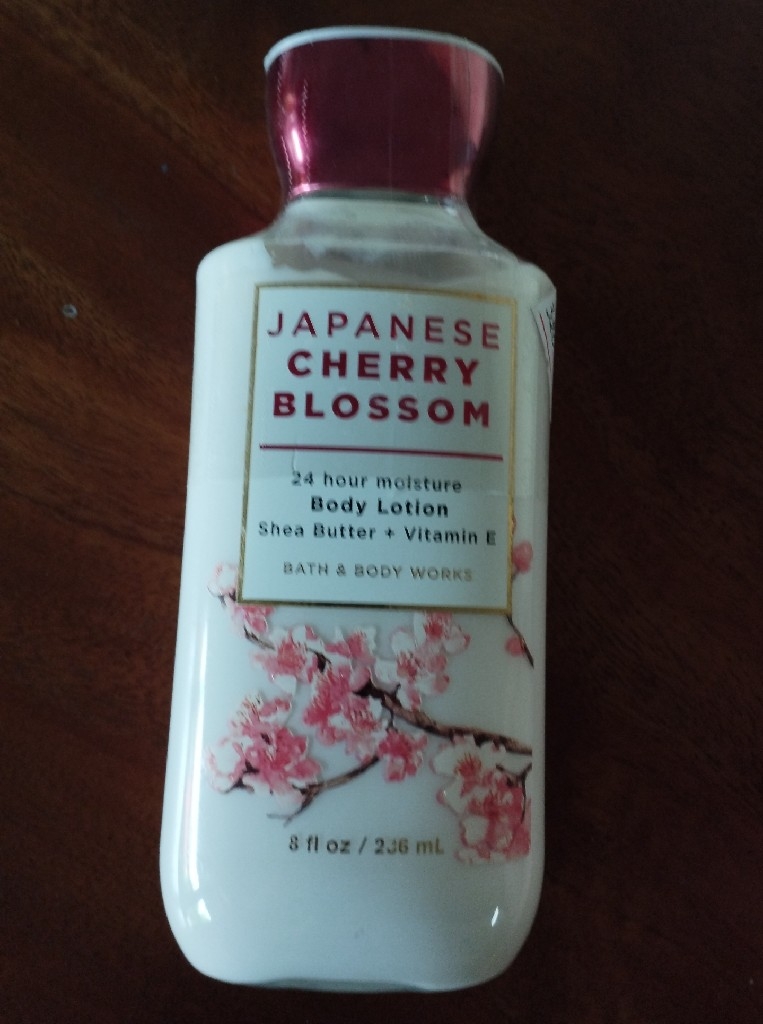 JAPANESE
CHERRY
BLOSSOM
24 hour moisture
Body Lotion
Shea Butter + Vitamin E
BATH & BODY WORKS
8 fl oz / 236 mL